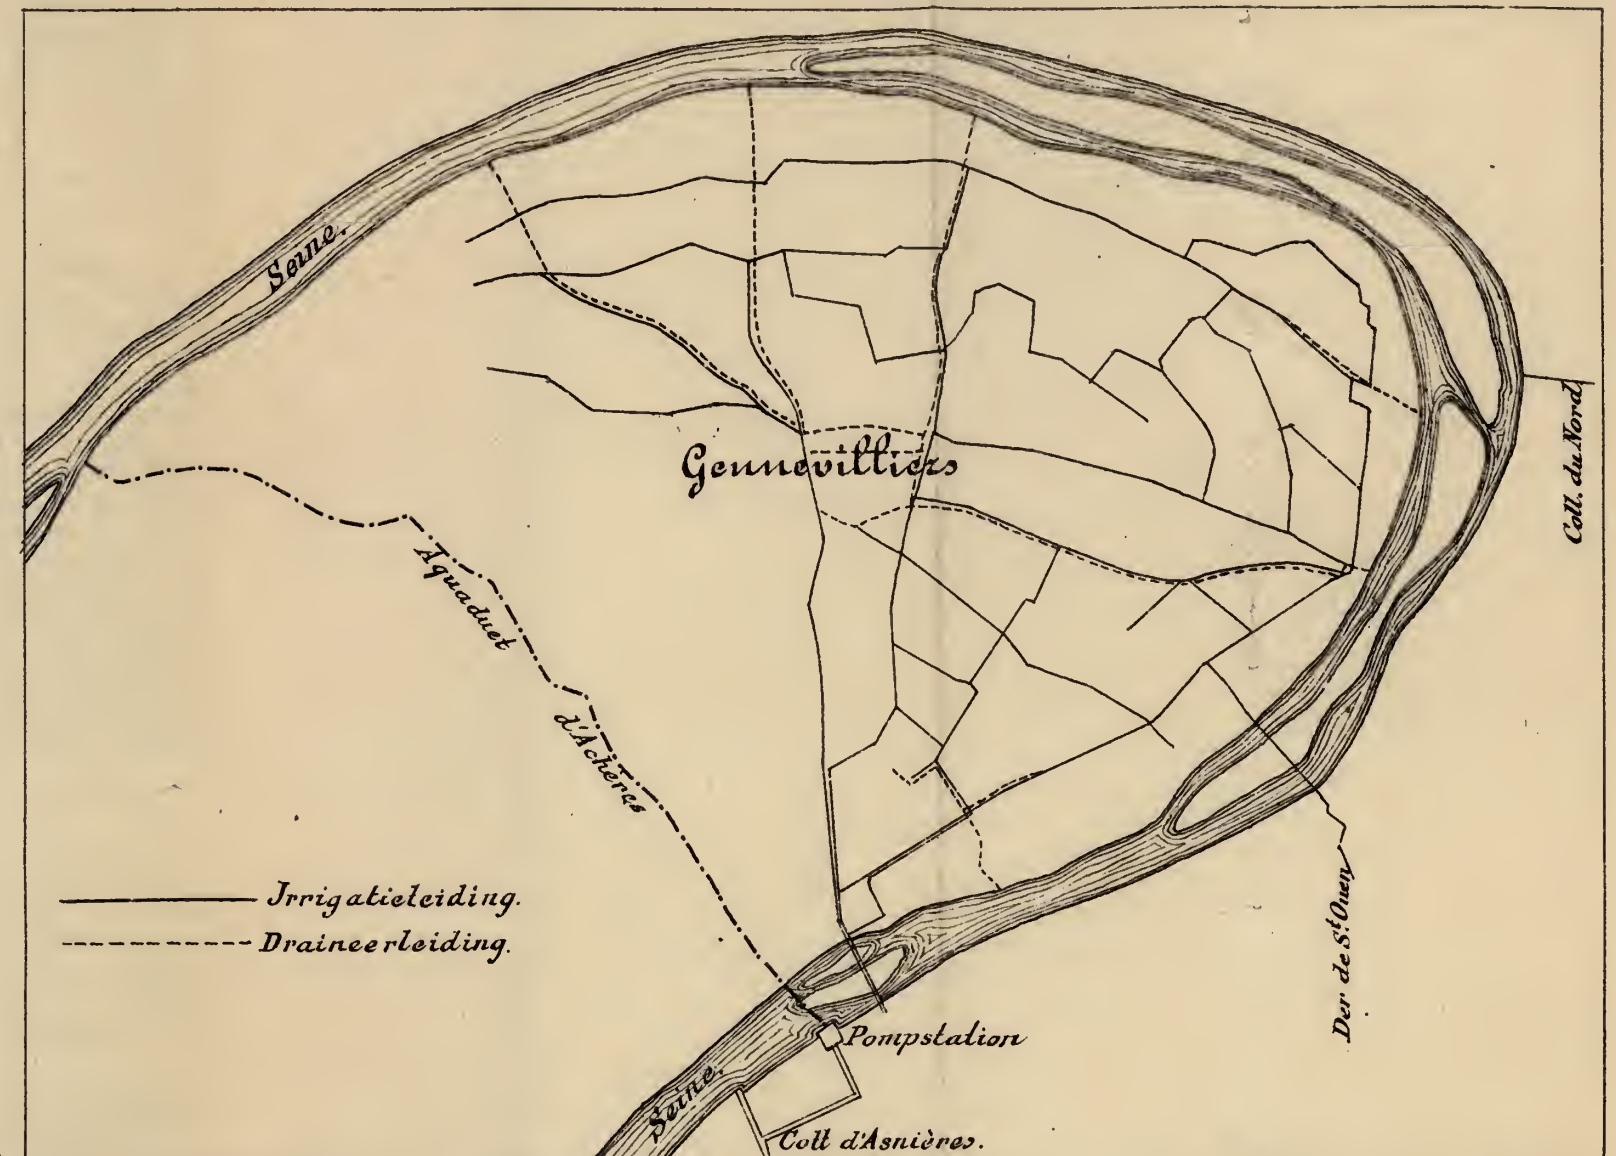 Seine.
Coll. du Nord
Gennevilliers
Aquaduct
d'Achères
Irrigatieleiding.
Draineerleiding.
Der de St. Ouen
Pompstation
Seine.
Coll d'Asnières.